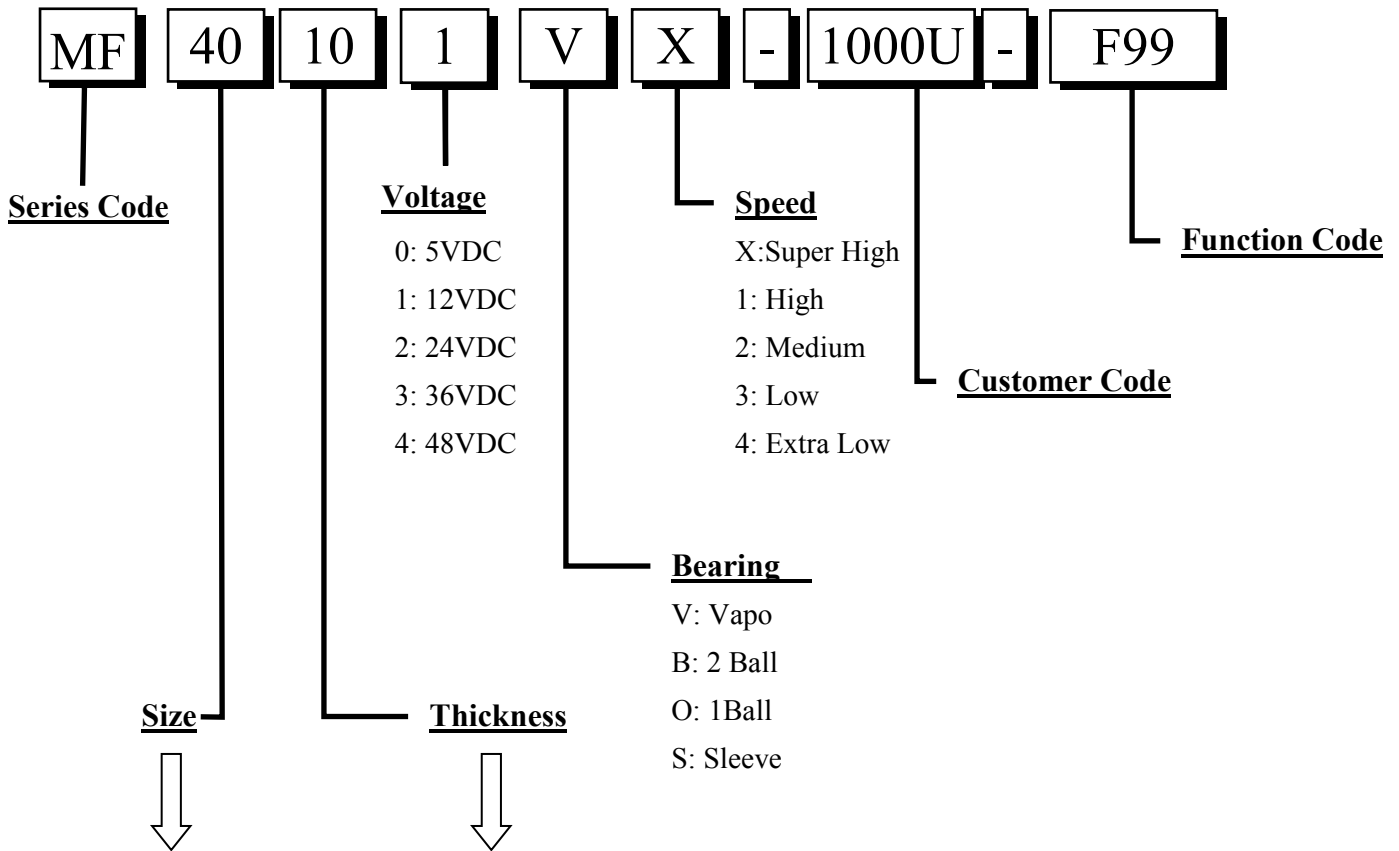 MF 40 10 1 V X - 1000U - F99
Series Code
Voltage
0: 5VDC
1: 12VDC
2: 24VDC
3: 36VDC
4: 48VDC
Speed
X:Super High
1: High
2: Medium
3: Low
4: Extra Low
Function Code
Customer Code
Bearing
V: Vapo
B: 2 Ball
O: 1Ball
S: Sleeve
Size
Thickness